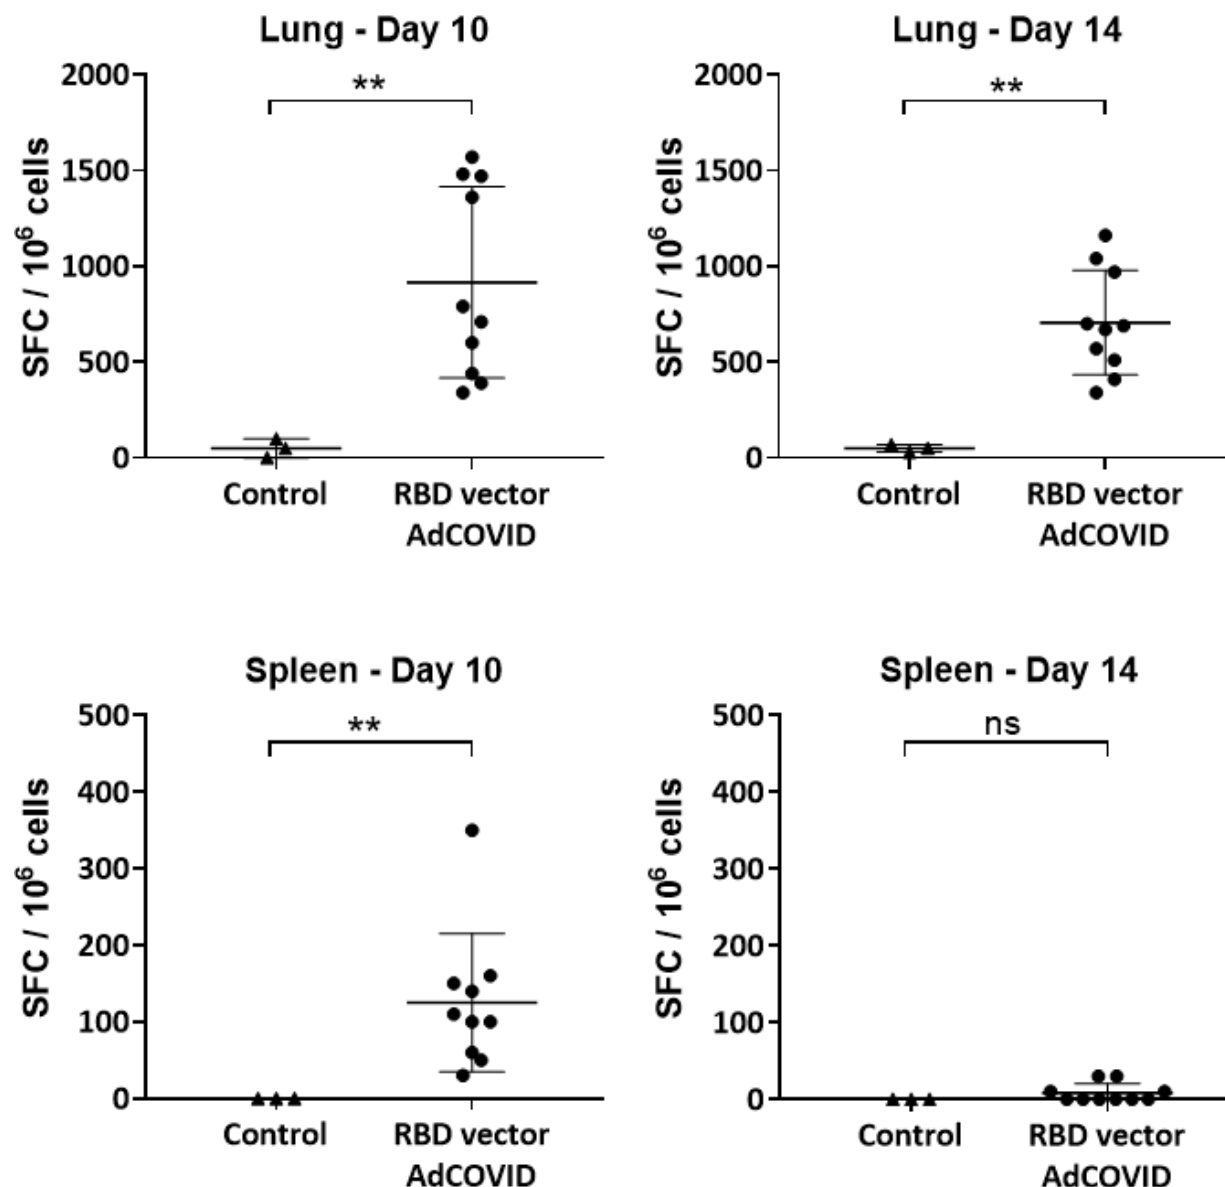 Lung - Day 10
2000
**
1500
1000
500
0
SFC / 10⁶ cells
Control
RBD vector
AdCOVID
Lung - Day 14
2000
**
1500
1000
500
0
SFC / 10⁶ cells
Control
RBD vector
AdCOVID
Spleen - Day 10
500
**
400
300
200
100
0
SFC / 10⁶ cells
Control
RBD vector
AdCOVID
Spleen - Day 14
500
ns
400
300
200
100
0
SFC / 10⁶ cells
Control
RBD vector
AdCOVID